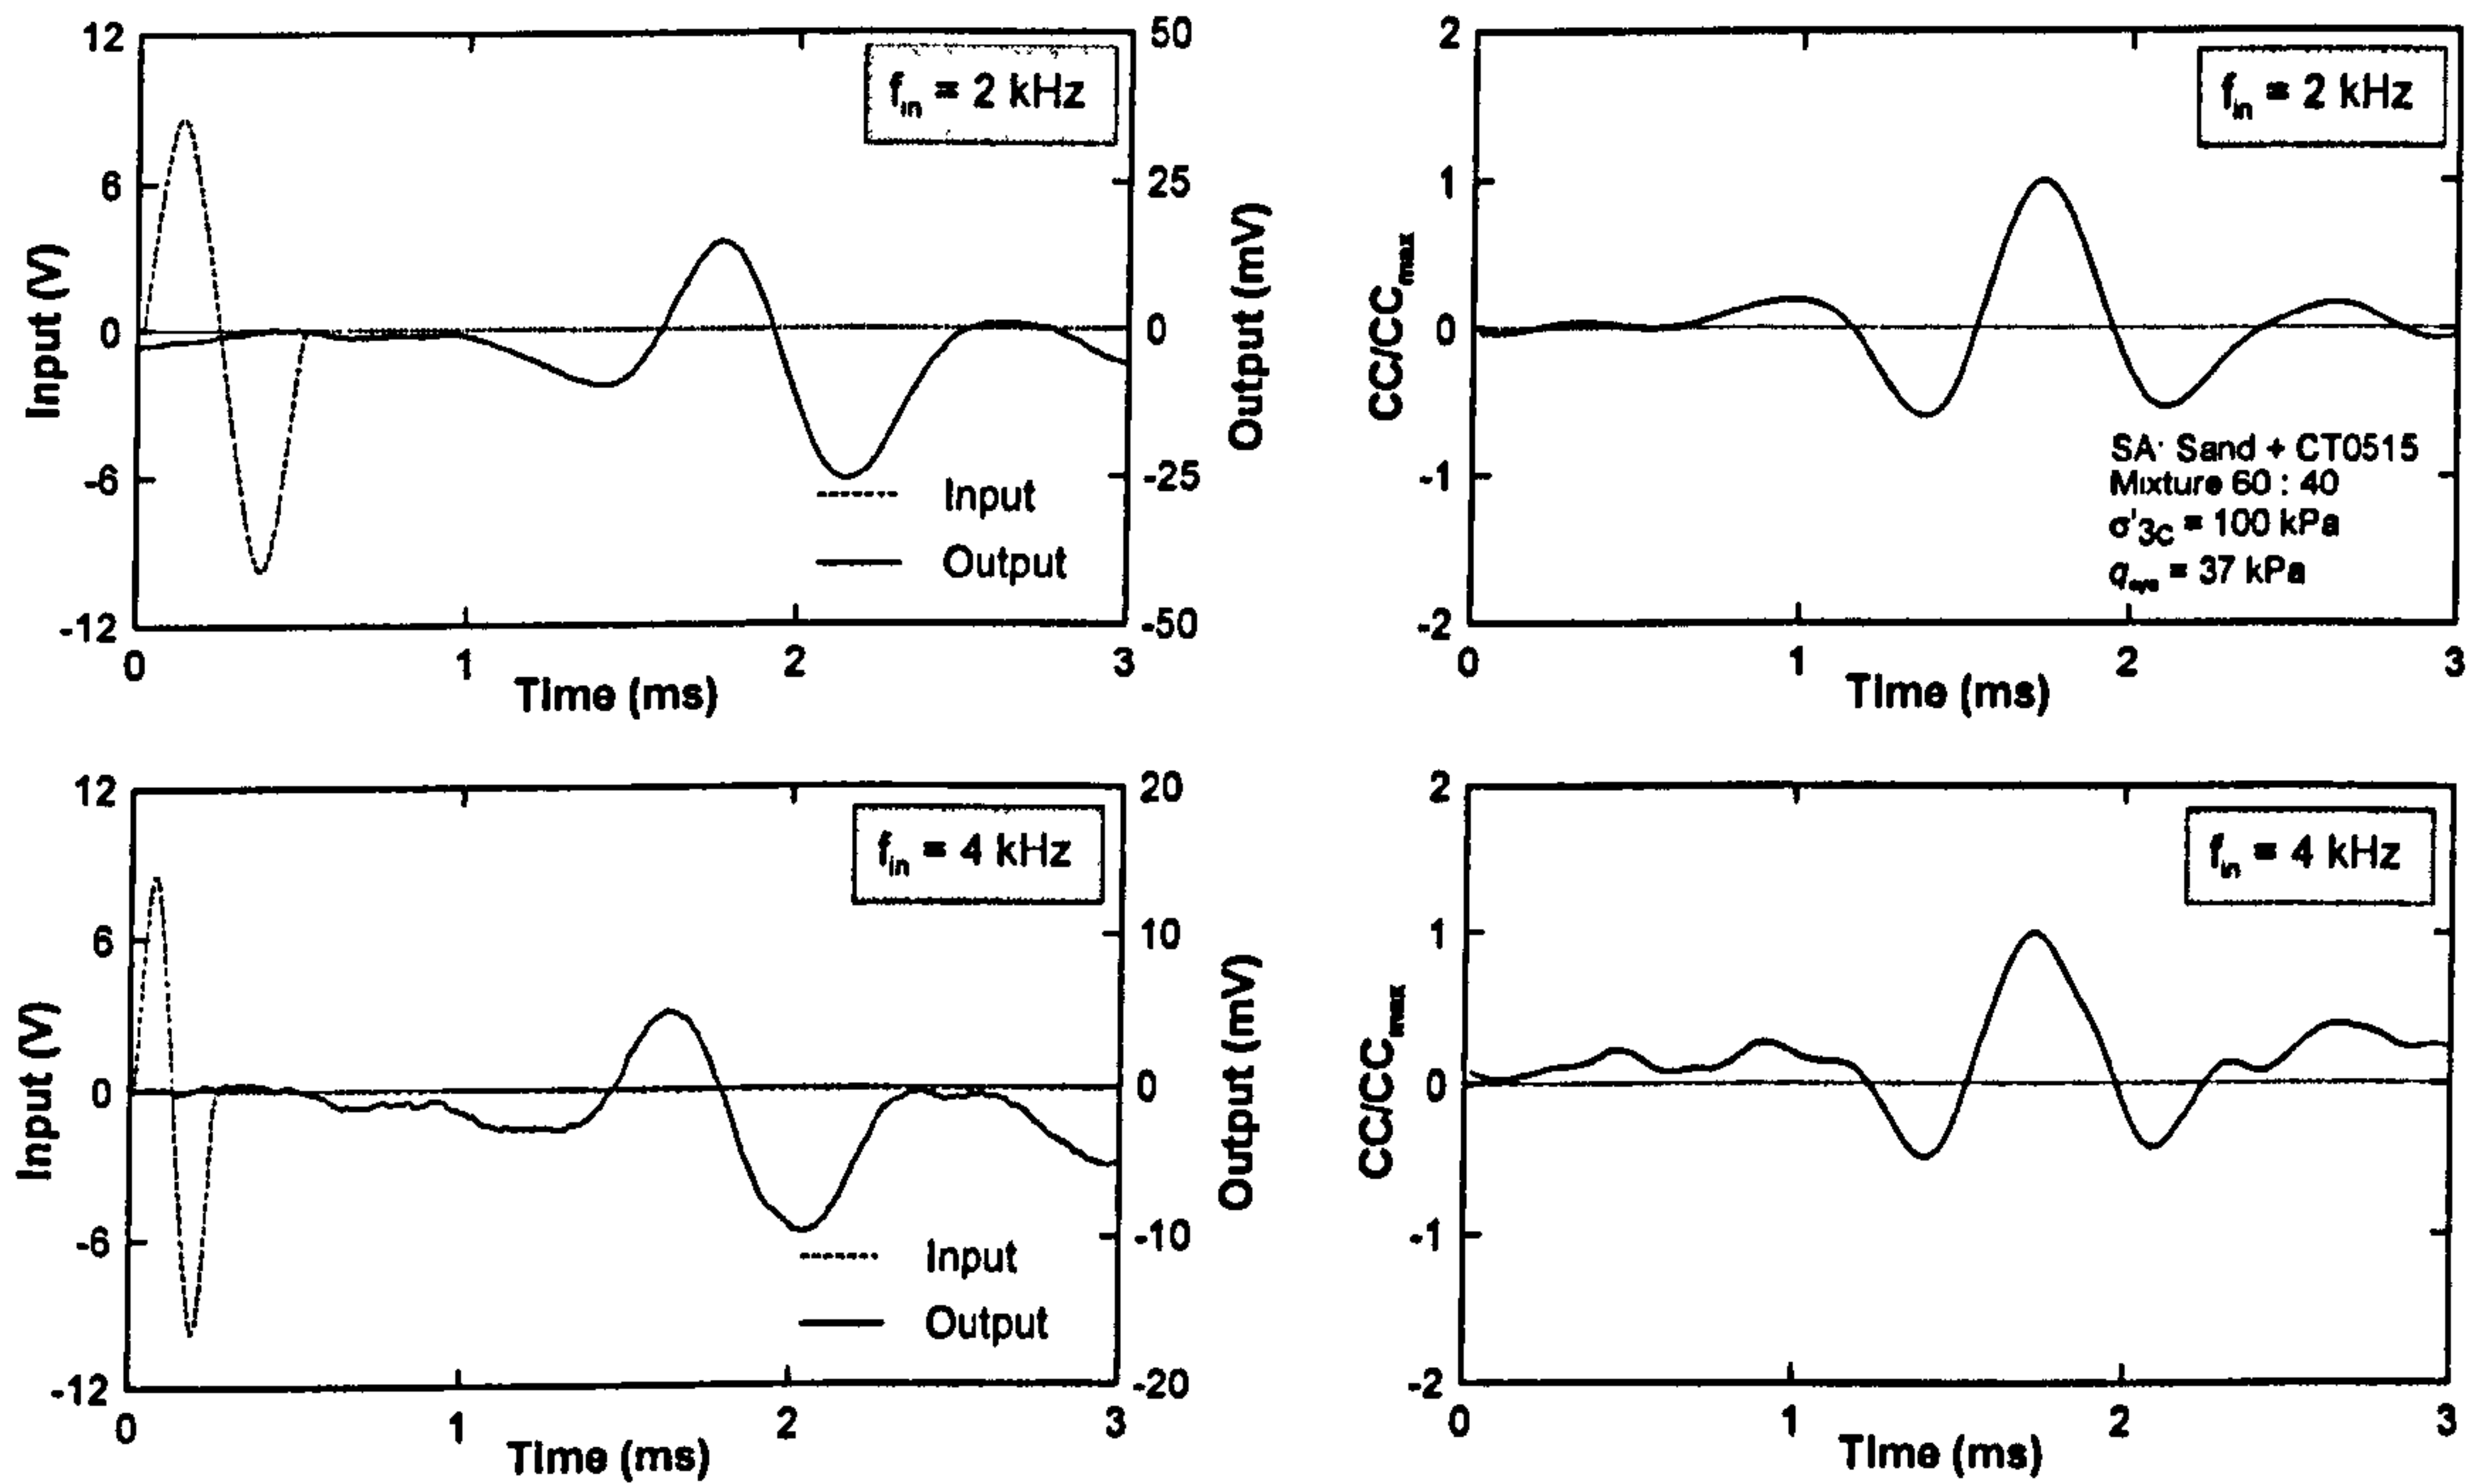 12
6
0
-6
-12
Input (V)
50
25
0
-25
-50
Output (mV)
f_in = 2 kHz
Input
Output
0 1 2 3
Time (ms)
2
1
0
-1
-2
CC/CC_max
f_in = 2 kHz
SA: Sand + CT0515
Mixture 60 : 40
σ'3C = 100 kPa
= 37 kPa
0 1 2 3
Time (ms)
12
6
0
-6
-12
Input (V)
20
10
0
-10
-20
Output (mV)
f_in = 4 kHz
Input
Output
0 1 2 3
Time (ms)
2
1
0
-1
-2
CC/CC_max
f_in = 4 kHz
0 1 2 3
Time (ms)